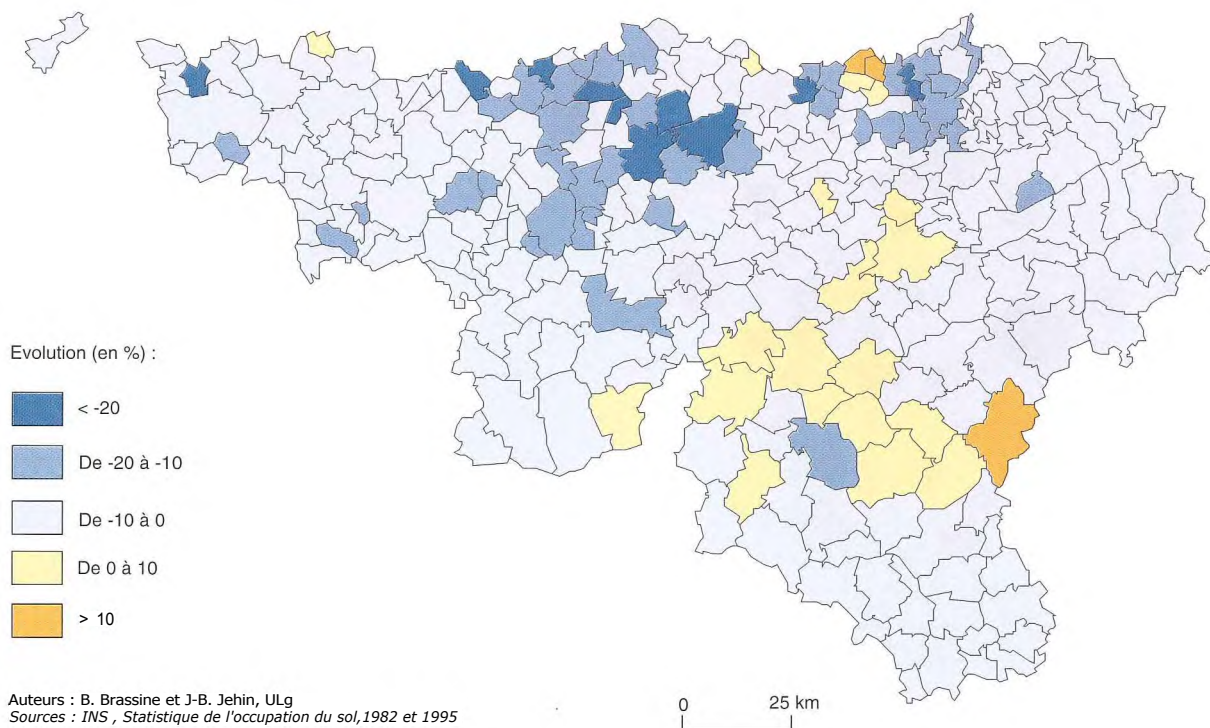 Evolution (en %) :
< -20
De -20 à -10
De -10 à 0
De 0 à 10
> 10
Auteurs : B. Brassine et J-B. Jehin, ULg
Sources : INS , Statistique de l'occupation du sol,1982 et 1995
0 25 km